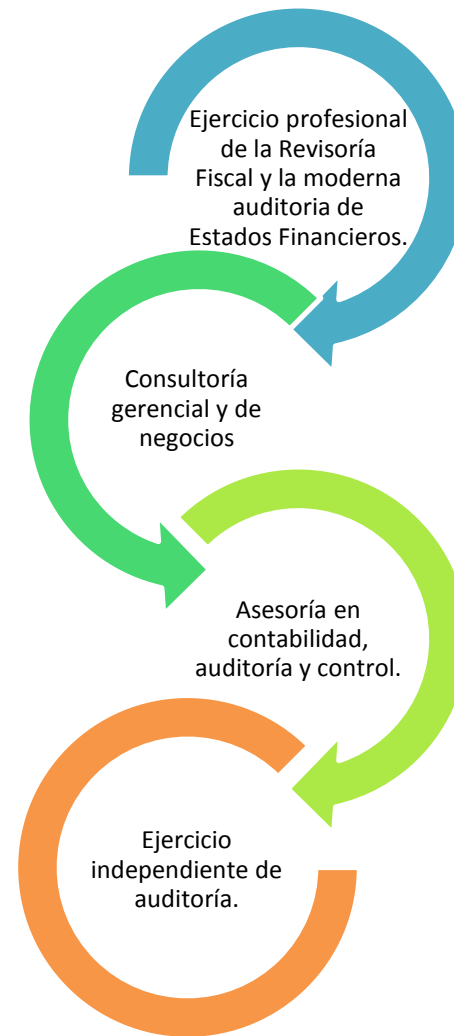 Ejercicio profesional
de la Revisoría
Fiscal y la moderna
auditoria de
Estados Financieros.
Consultoría
gerencial y de
negocios
Asesoría en
contabilidad,
auditoría y control.
Ejercicio
independiente de
auditoría.